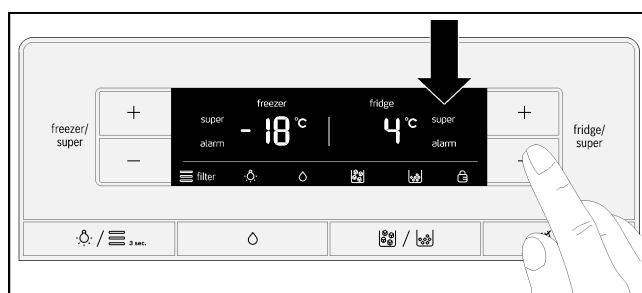 freezer fridge
super super
- 18 °C 4 °C
alarm alarm
filter
freezer/
super
+
−
+
−
fridge/
super
/ 3 sec.
/